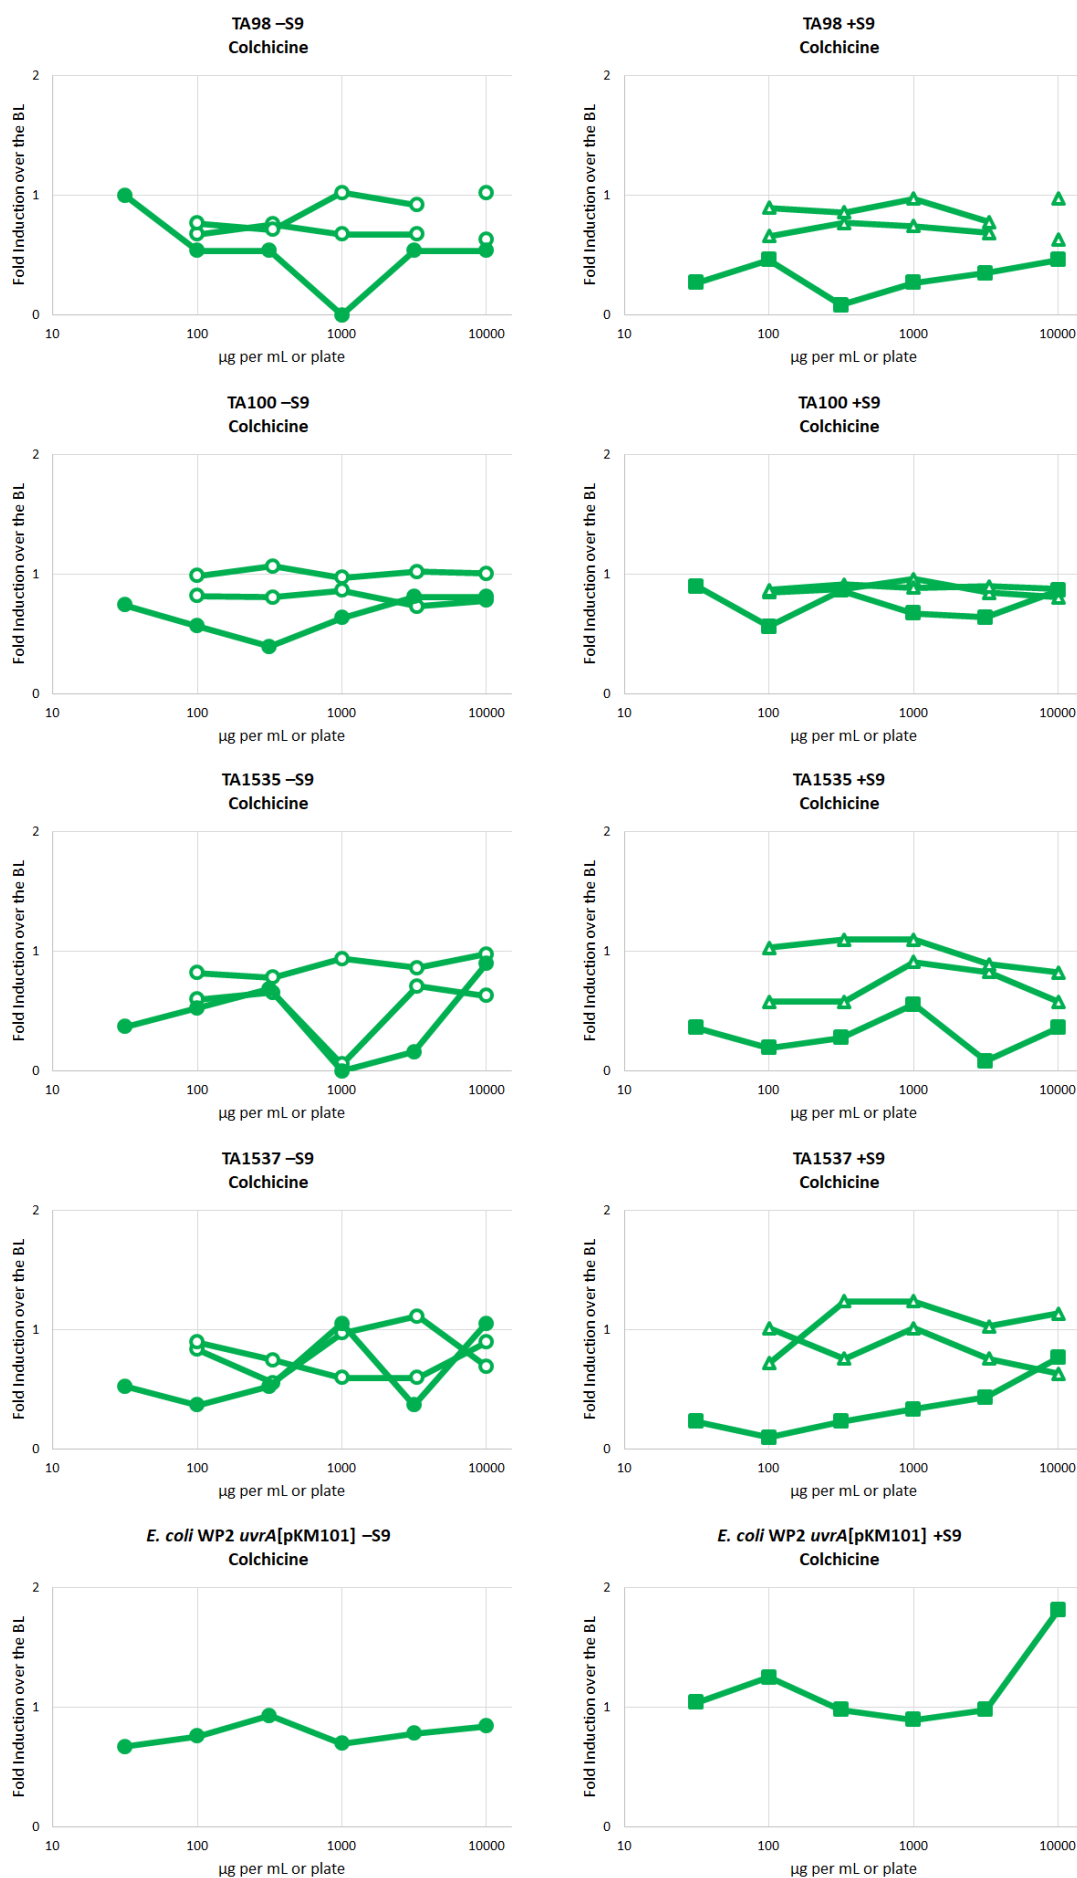 TA98 –S9
Colchicine
2
1
0
Fold Induction over the BL
10 100 1000 10000
µg per mL or plate
TA98 +S9
Colchicine
2
1
0
Fold Induction over the BL
10 100 1000 10000
µg per mL or plate
TA100 –S9
Colchicine
2
1
0
Fold Induction over the BL
10 100 1000 10000
µg per mL or plate
TA100 +S9
Colchicine
2
1
0
Fold Induction over the BL
10 100 1000 10000
µg per mL or plate
TA1535 –S9
Colchicine
2
1
0
Fold Induction over the BL
10 100 1000 10000
µg per mL or plate
TA1535 +S9
Colchicine
2
1
0
Fold Induction over the BL
10 100 1000 10000
µg per mL or plate
TA1537 –S9
Colchicine
2
1
0
Fold Induction over the BL
10 100 1000 10000
µg per mL or plate
TA1537 +S9
Colchicine
2
1
0
Fold Induction over the BL
10 100 1000 10000
µg per mL or plate
E. coli WP2 uvrA[pKM101] –S9
Colchicine
2
1
0
Fold Induction over the BL
10 100 1000 10000
µg per mL or plate
E. coli WP2 uvrA[pKM101] +S9
Colchicine
2
1
0
Fold Induction over the BL
10 100 1000 10000
µg per mL or plate